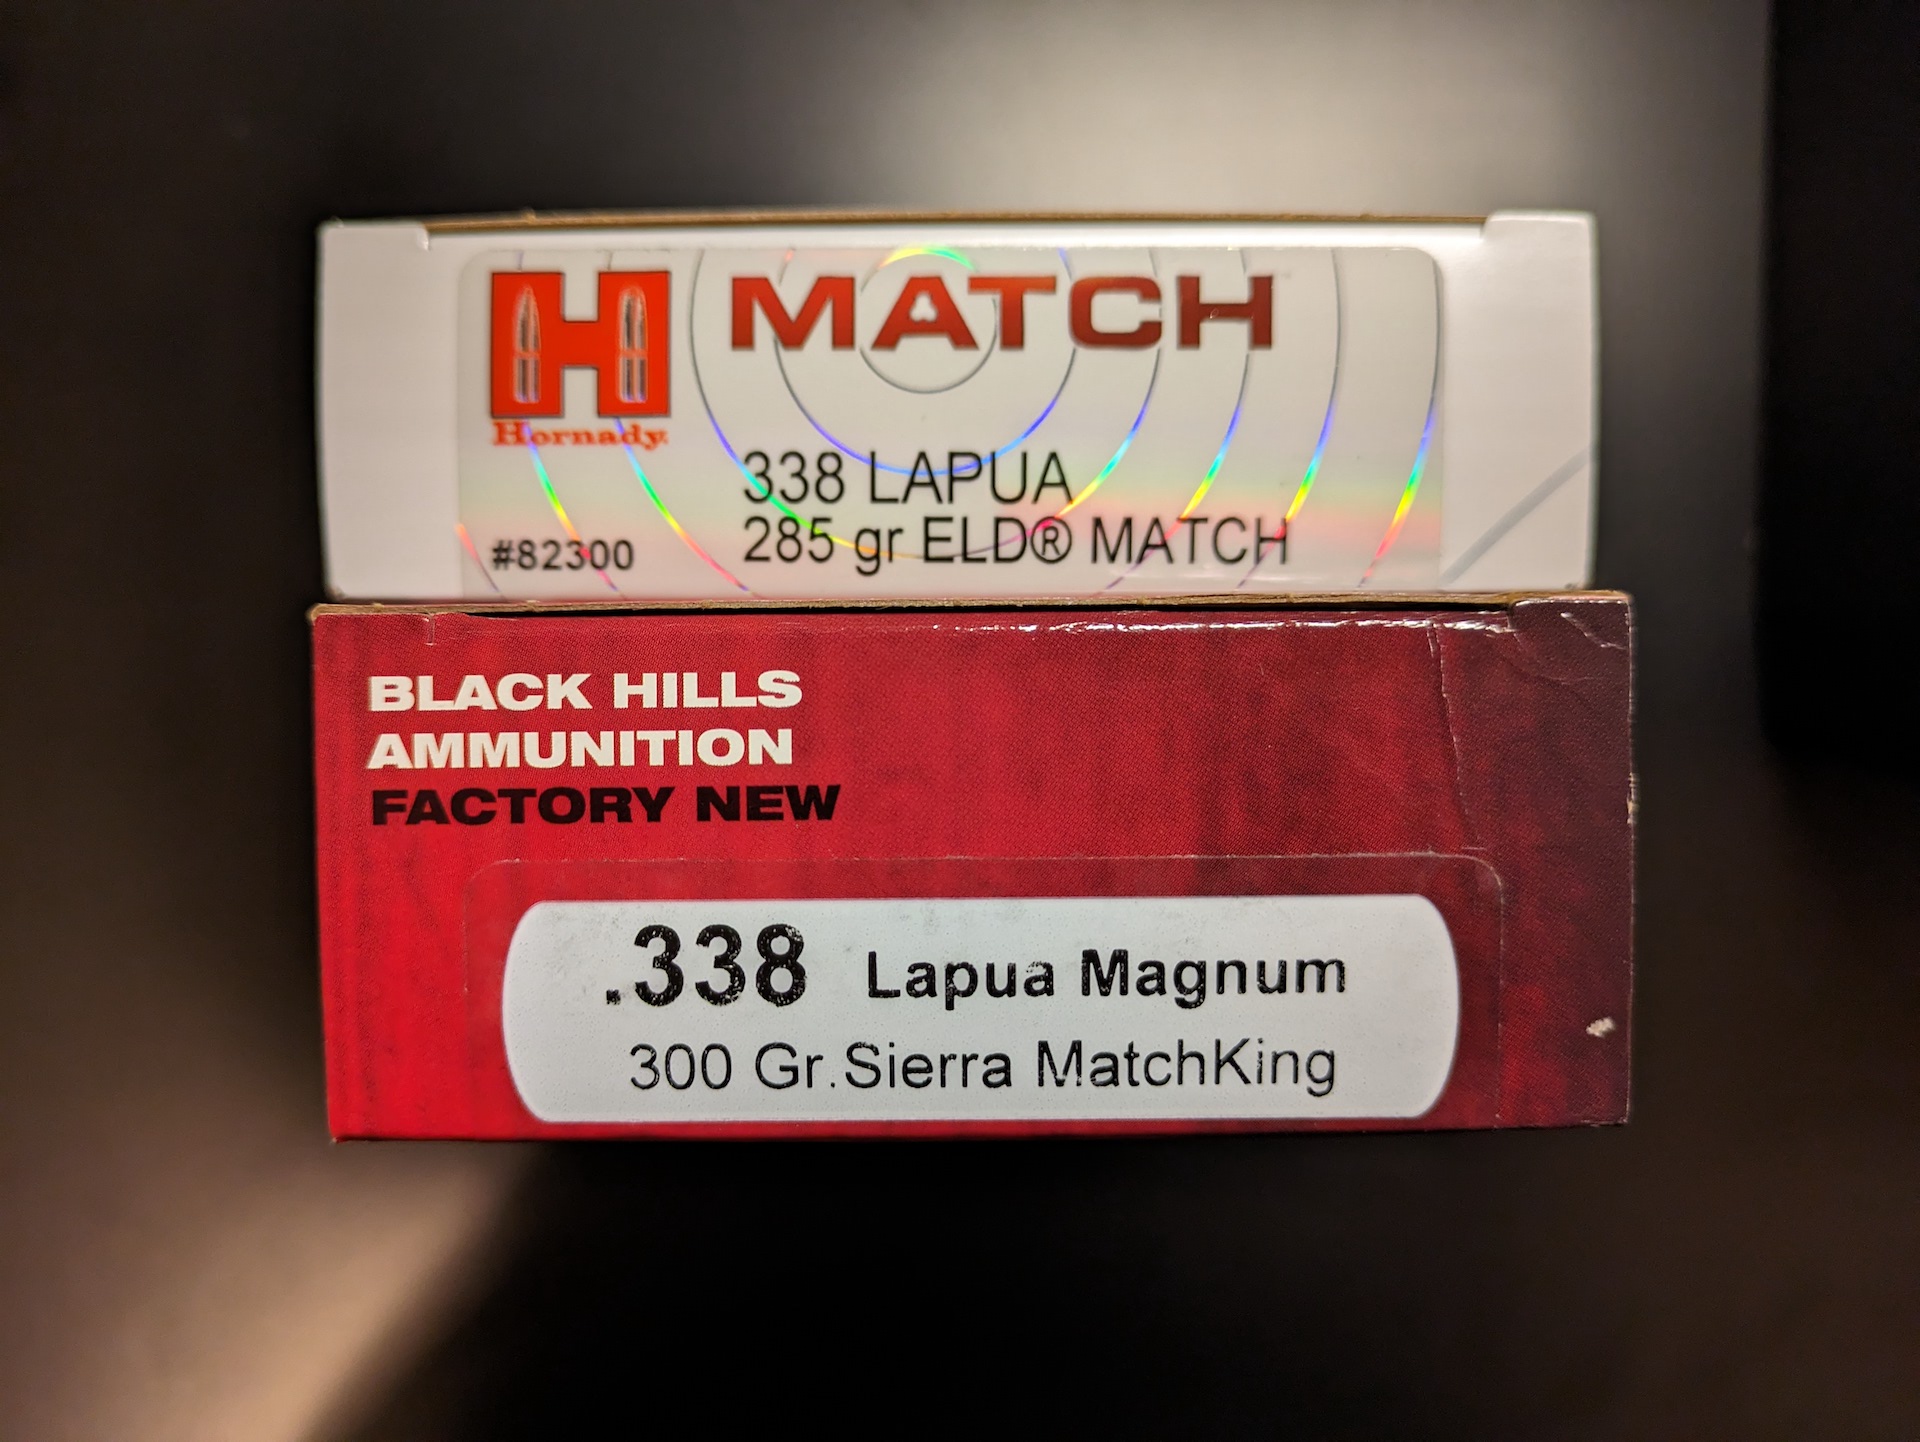 MATCH
Hornady
338 LAPUA
285 gr ELD® MATCH
#82300
BLACK HILLS
AMMUNITION
FACTORY NEW
.338 Lapua Magnum
300 Gr.Sierra MatchKing